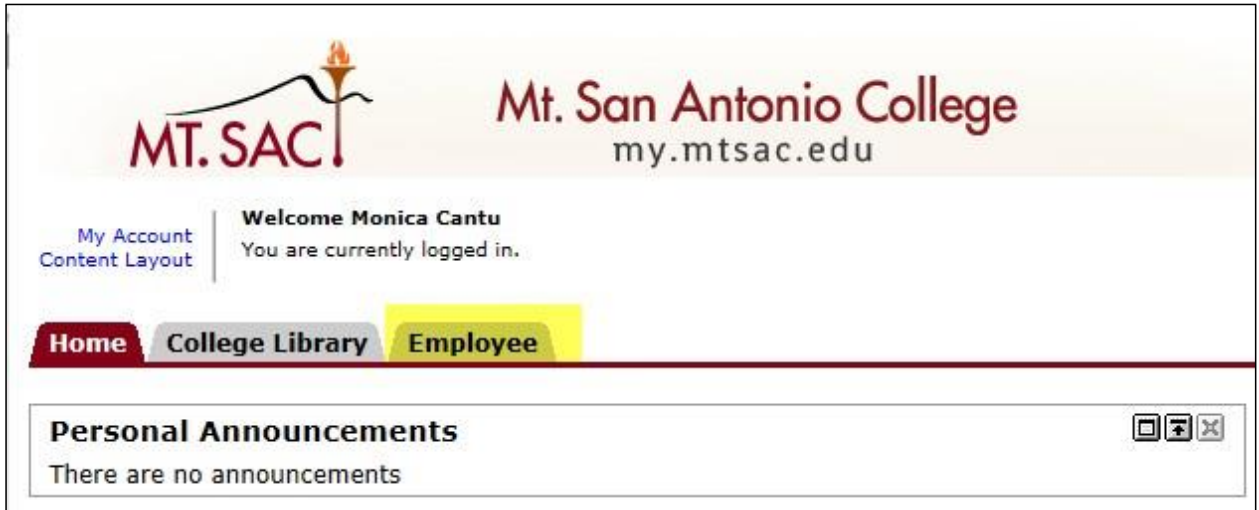 MT. SAC
Mt. San Antonio College
my.mtsac.edu
My Account
Content Layout
Welcome Monica Cantu
You are currently logged in.
Home College Library Employee
Personal Announcements
There are no announcements